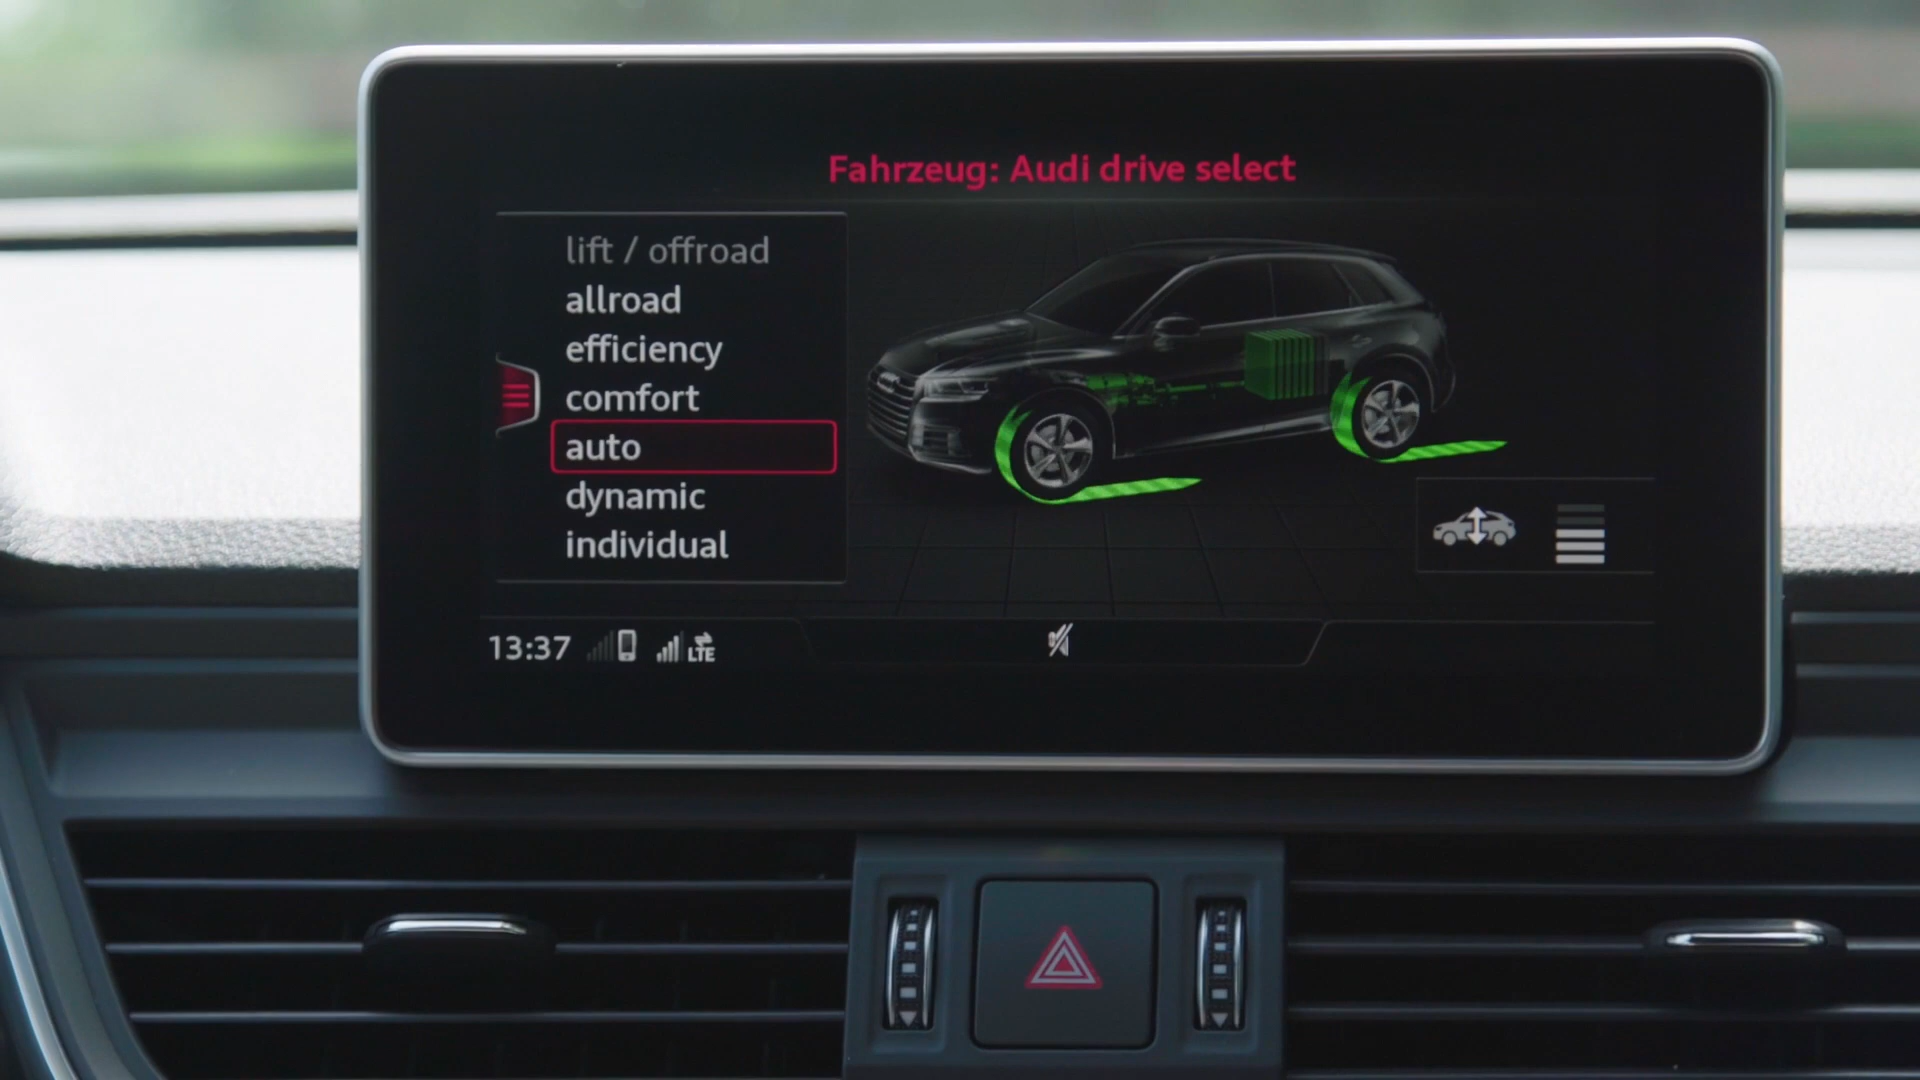 Fahrzeug: Audi drive select
lift / offroad
allroad
efficiency
comfort
auto
dynamic
individual
13:37
LTE